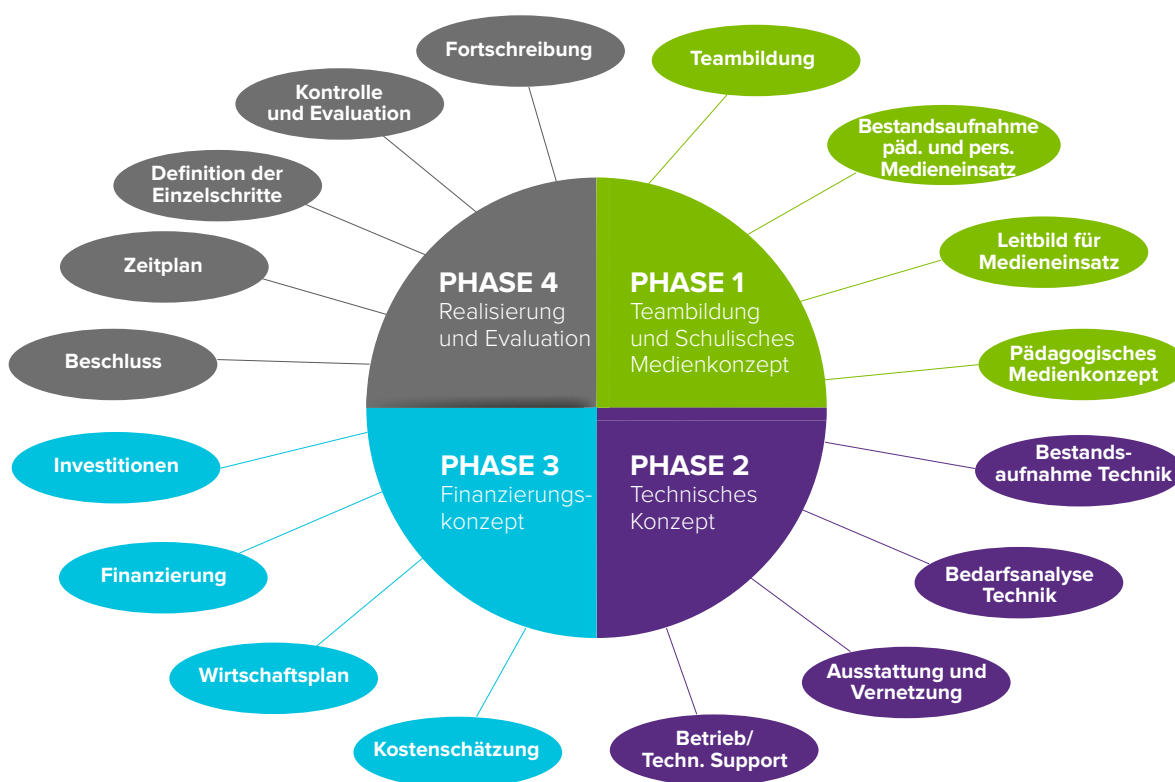 Fortschreibung
Teambildung
Kontrolle
und Evaluation
Bestandsaufnahme
päd. und pers.
Medieneinsatz
Definition der
Einzelschritte
Leitbild für
Medieneinsatz
Zeitplan
PHASE 4
Realisierung
und Evaluation
PHASE 1
Teambildung
und Schulisches
Medienkonzept
Beschluss
Pädagogisches
Medienkonzept
Investitionen
PHASE 3
Finanzierungs-
konzept
PHASE 2
Technisches
Konzept
Bestands-
aufnahme Technik
Finanzierung
Bedarfsanalyse
Technik
Wirtschaftsplan
Ausstattung und
Vernetzung
Kostenschätzung
Betrieb/
Techn. Support